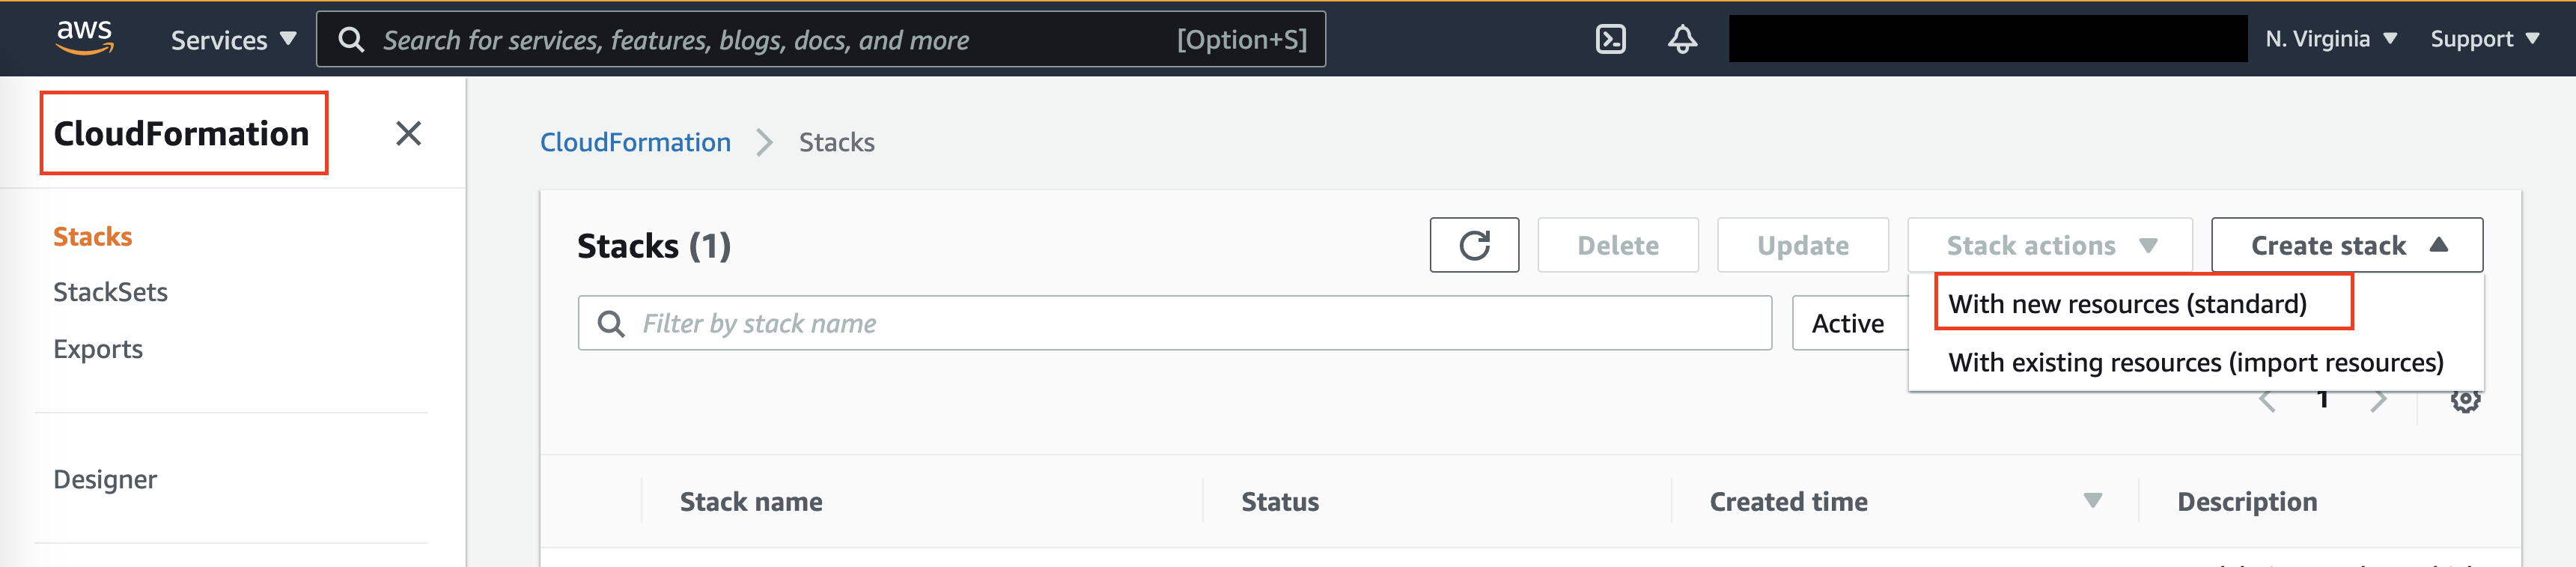 aws Services Search for services, features, blogs, docs, and more [Option+S] N. Virginia Support
CloudFormation
Stacks
StackSets
Exports
Designer
CloudFormation Stacks
Stacks (1) Delete Update Stack actions Create stack
With new resources (standard)
With existing resources (import resources)
Filter by stack name Active
1
Stack name Status Created time Description